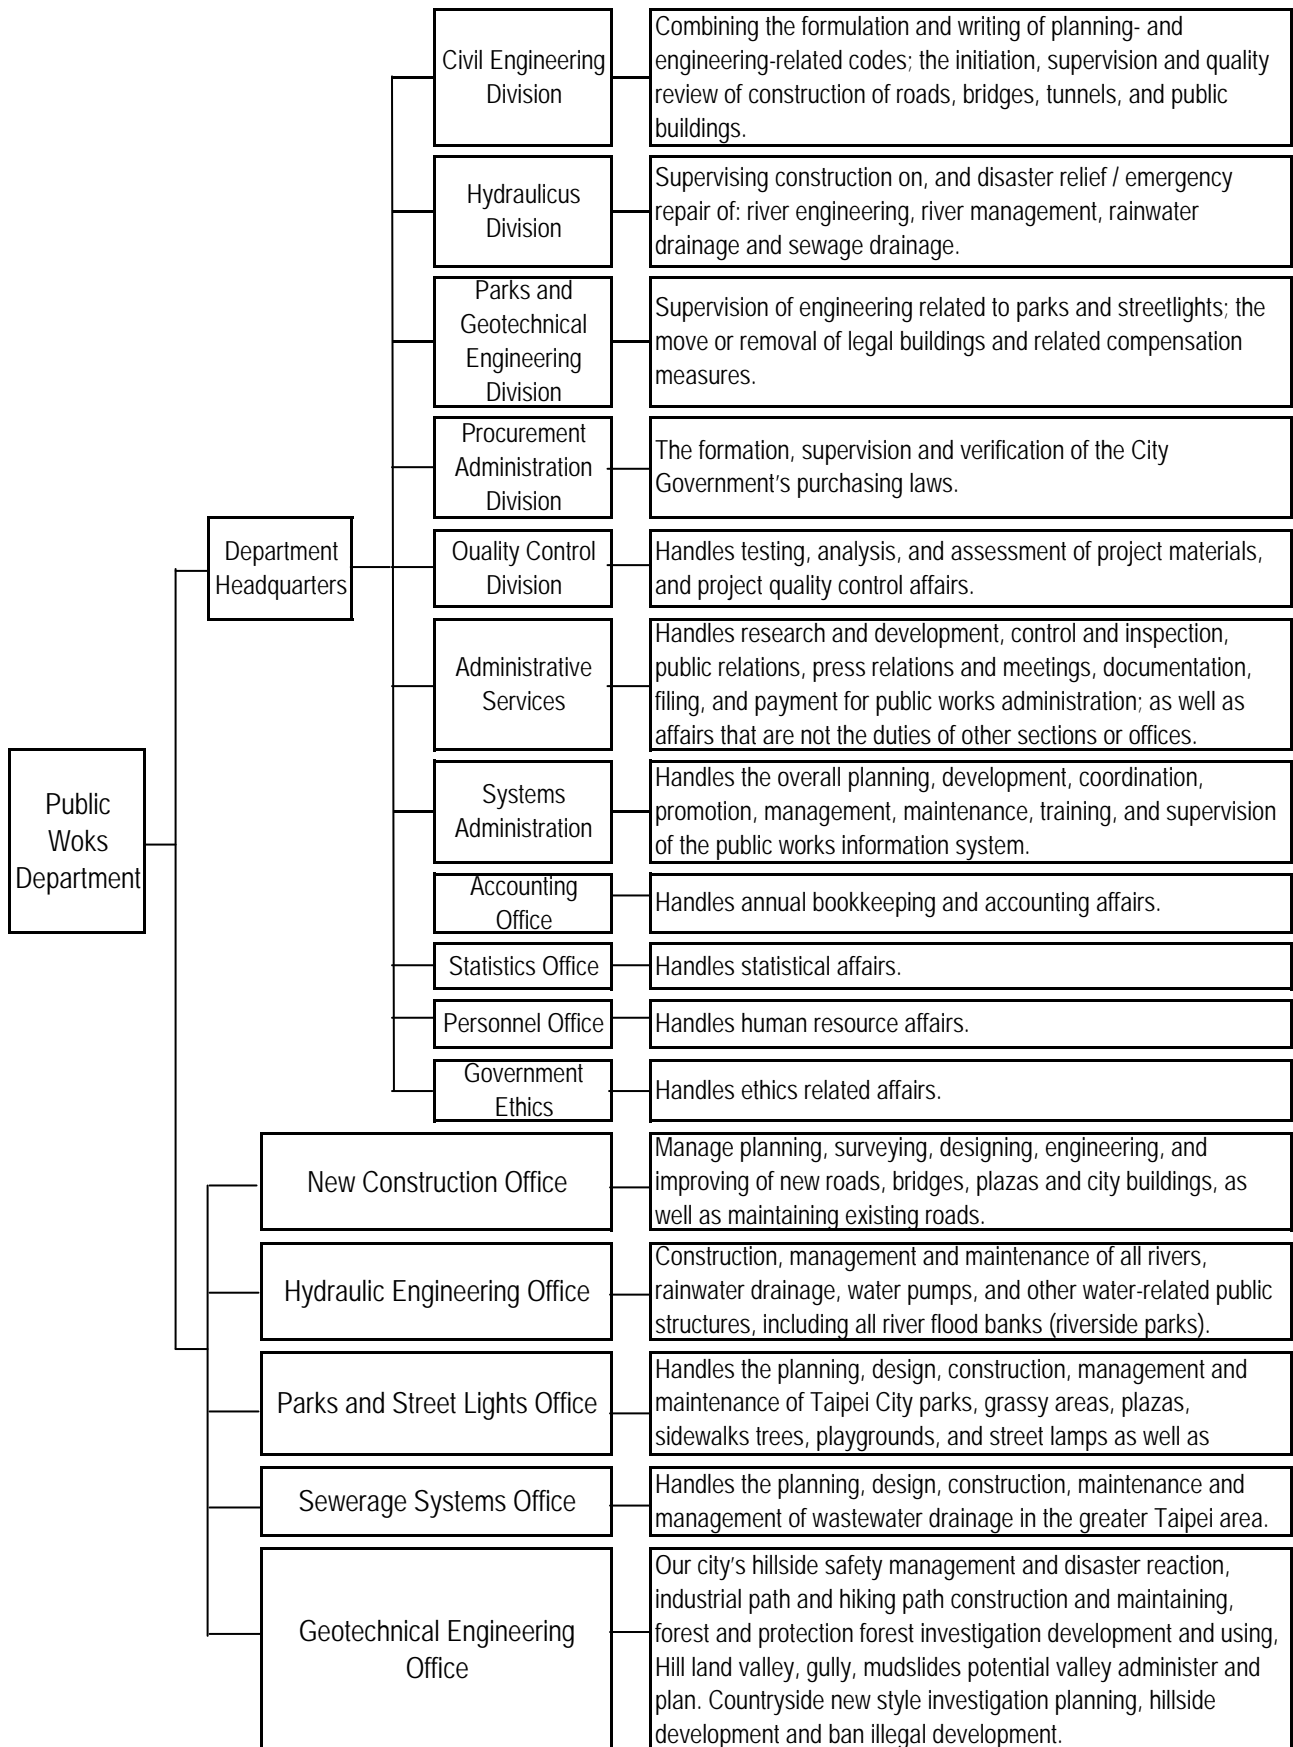 Civil Engineering
Division
Combining the formulation and writing of planning- and
engineering-related codes; the initiation, supervision and quality
review of construction of roads, bridges, tunnels, and public
buildings.
Hydraulicus
Division
Supervising construction on, and disaster relief / emergency
repair of: river engineering, river management, rainwater
drainage and sewage drainage.
Parks and
Geotechnical
Engineering
Division
Supervision of engineering related to parks and streetlights; the
move or removal of legal buildings and related compensation
measures.
Procurement
Administration
Division
The formation, supervision and verification of the City
Government's purchasing laws.
Department
Headquarters
Ouality Control
Division
Handles testing, analysis, and assessment of project materials,
and project quality control affairs.
Administrative
Services
Handles research and development, control and inspection,
public relations, press relations and meetings, documentation,
filing, and payment for public works administration; as well as
affairs that are not the duties of other sections or offices.
Public
Woks
Department
Systems
Administration
Handles the overall planning, development, coordination,
promotion, management, maintenance, training, and supervision
of the public works information system.
Accounting
Office
Handles annual bookkeeping and accounting affairs.
Statistics Office
Handles statistical affairs.
Personnel Office
Handles human resource affairs.
Government
Ethics
Handles ethics related affairs.
New Construction Office
Manage planning, surveying, designing, engineering, and
improving of new roads, bridges, plazas and city buildings, as
well as maintaining existing roads.
Hydraulic Engineering Office
Construction, management and maintenance of all rivers,
rainwater drainage, water pumps, and other water-related public
structures, including all river flood banks (riverside parks).
Parks and Street Lights Office
Handles the planning, design, construction, management and
maintenance of Taipei City parks, grassy areas, plazas,
sidewalks trees, playgrounds, and street lamps as well as
Sewerage Systems Office
Handles the planning, design, construction, maintenance and
management of wastewater drainage in the greater Taipei area.
Geotechnical Engineering
Office
Our city's hillside safety management and disaster reaction,
industrial path and hiking path construction and maintaining,
forest and protection forest investigation development and using,
Hill land valley, gully, mudslides potential valley administer and
plan. Countryside new style investigation planning, hillside
development and ban illegal development.